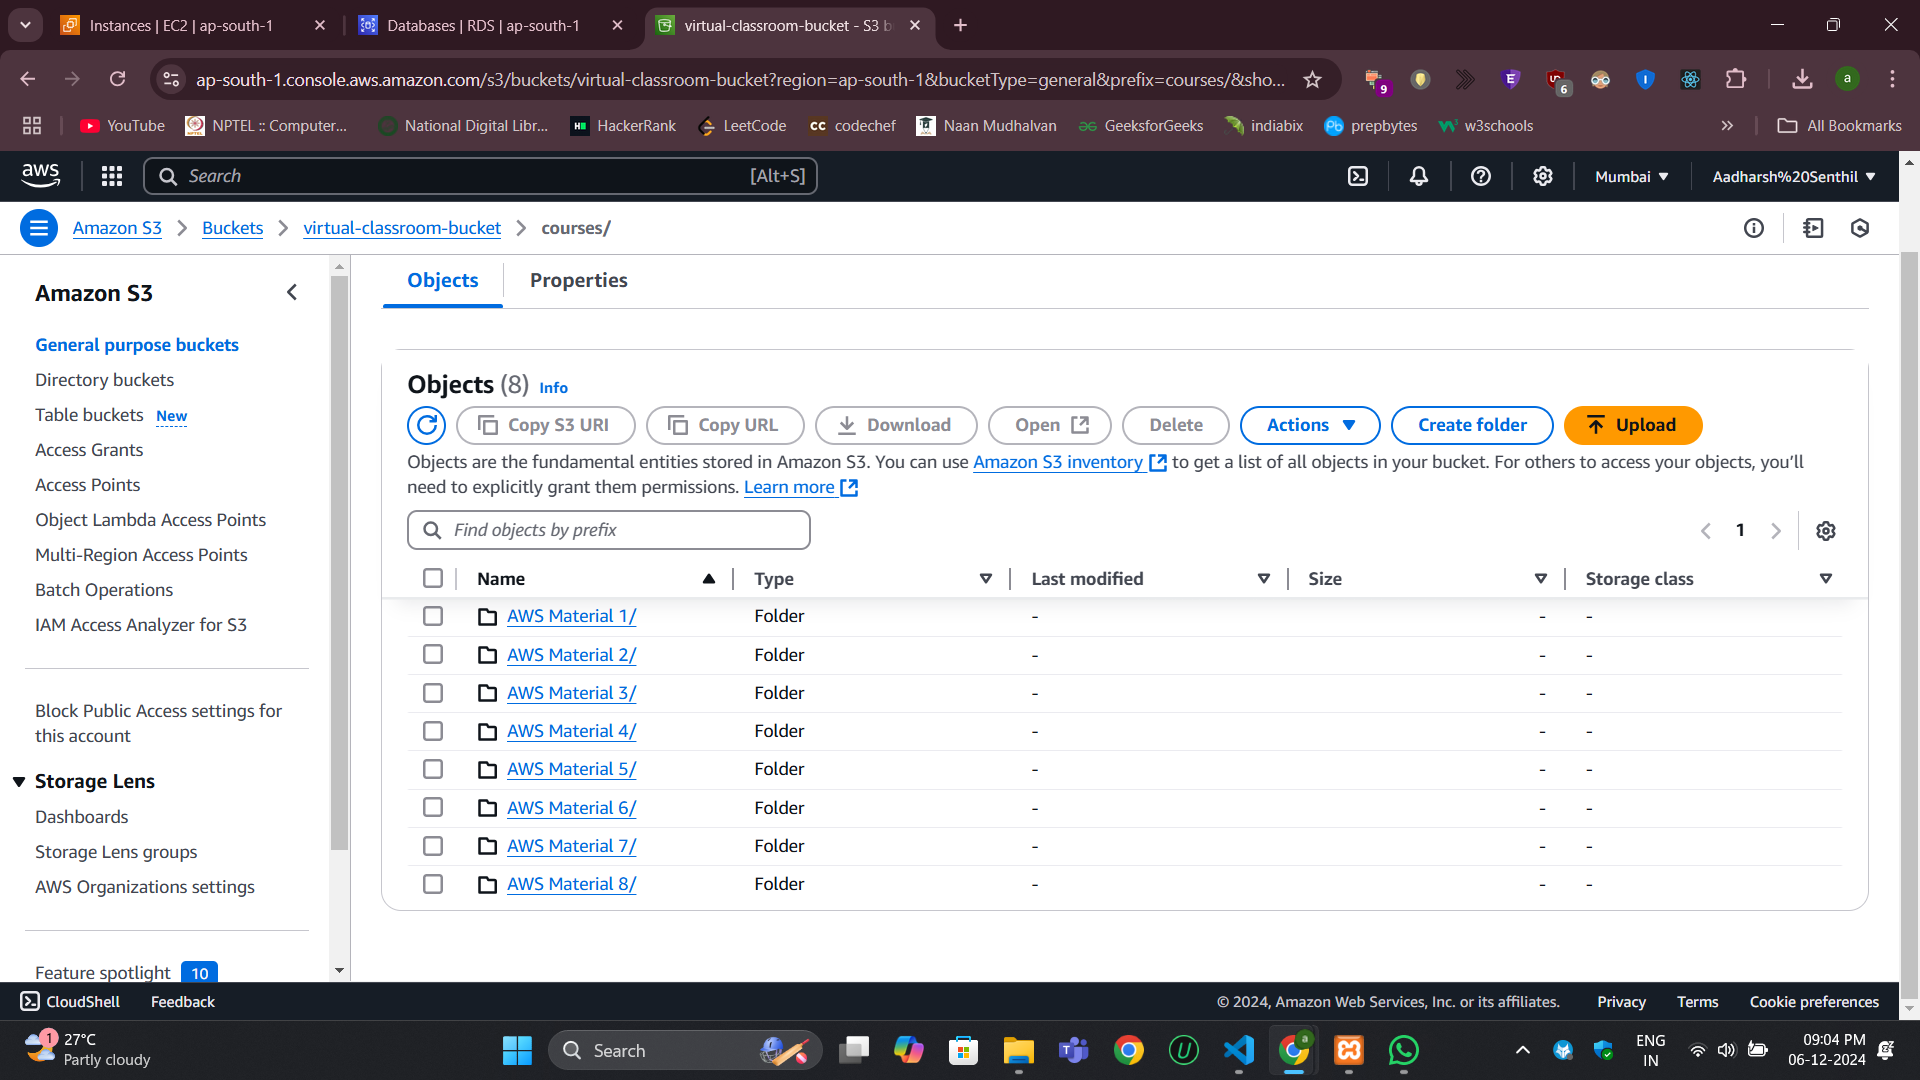 Instances | EC2 | ap-south-1
Databases | RDS | ap-south-1
virtual-classroom-bucket - S3 b
ap-south-1.console.aws.amazon.com/s3/buckets/virtual-classroom-bucket?region=ap-south-1&bucketType=general&prefix=courses/&sho...
9
E
6
I
a
YouTube
NPTEL :: Computer...
National Digital Libr...
HackerRank
LeetCode
cc codechef
Naan Mudhalvan
GeeksforGeeks
indiabix
prepbytes
w3schools
All Bookmarks
aws
Search
[Alt+S]
Mumbai
Aadharsh%20Senthil
Amazon S3
Buckets
virtual-classroom-bucket
courses/
Amazon S3
General purpose buckets
Directory buckets
Table buckets New
Access Grants
Access Points
Object Lambda Access Points
Multi-Region Access Points
Batch Operations
IAM Access Analyzer for S3
Block Public Access settings for
this account
Storage Lens
Dashboards
Storage Lens groups
AWS Organizations settings
Feature spotlight 10
Objects
Properties
Objects (8) Info
Copy S3 URI
Copy URL
Download
Open
Delete
Actions
Create folder
Upload
Objects are the fundamental entities stored in Amazon S3. You can use Amazon S3 inventory to get a list of all objects in your bucket. For others to access your objects, you'll
need to explicitly grant them permissions. Learn more
Find objects by prefix
1
Name Type Last modified Size Storage class
AWS Material 1/ Folder - - -
AWS Material 2/ Folder - - -
AWS Material 3/ Folder - - -
AWS Material 4/ Folder - - -
AWS Material 5/ Folder - - -
AWS Material 6/ Folder - - -
AWS Material 7/ Folder - - -
AWS Material 8/ Folder - - -
CloudShell
Feedback
© 2024, Amazon Web Services, Inc. or its affiliates.
Privacy
Terms
Cookie preferences
1
27°C
Partly cloudy
Search
ENG
IN
09:04 PM
06-12-2024